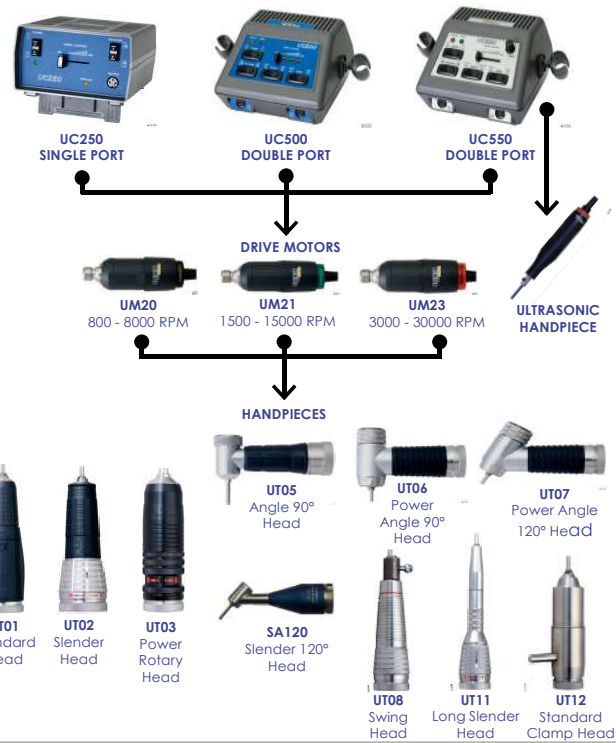 UC250
SINGLE PORT
UC500
DOUBLE PORT
UC550
DOUBLE PORT
DRIVE MOTORS
UM20
800 - 8000 RPM
UM21
1500 - 15000 RPM
UM23
3000 - 30000 RPM
ULTRASONIC
HANDPIECE
HANDPIECES
UT05
Angle 90°
Head
UT06
Power
Angle 90°
Head
UT07
Power Angle
120° Head
T01
ndard
ead
UT02
Slender
Head
UT03
Power
Rotary
Head
SA120
Slender 120°
Head
UT08
Swing
Head
UT11
Long Slender
Head
UT12
Standard
Clamp Head